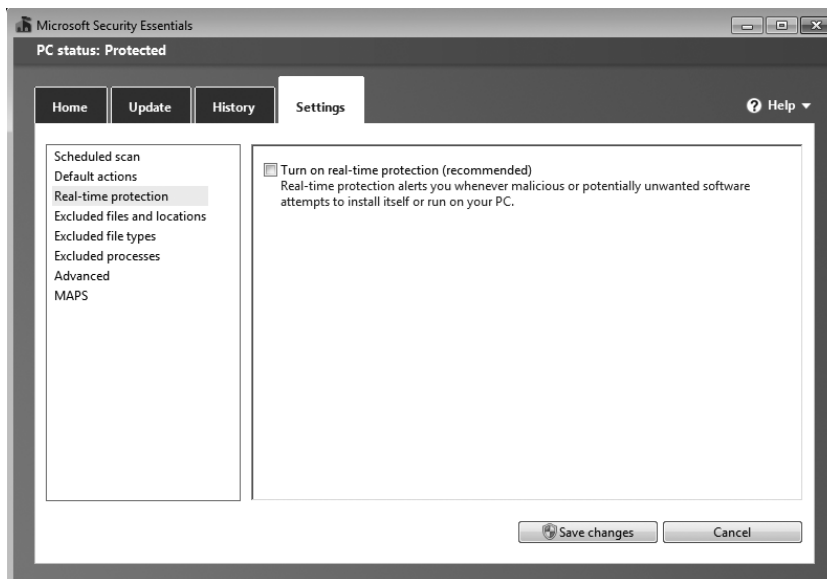 Microsoft Security Essentials
PC status: Protected
Home
Update
History
Settings
Help
Scheduled scan
Default actions
Real-time protection
Excluded files and locations
Excluded file types
Excluded processes
Advanced
MAPS
Turn on real-time protection (recommended)
Real-time protection alerts you whenever malicious or potentially unwanted software
attempts to install itself or run on your PC.
Save changes
Cancel